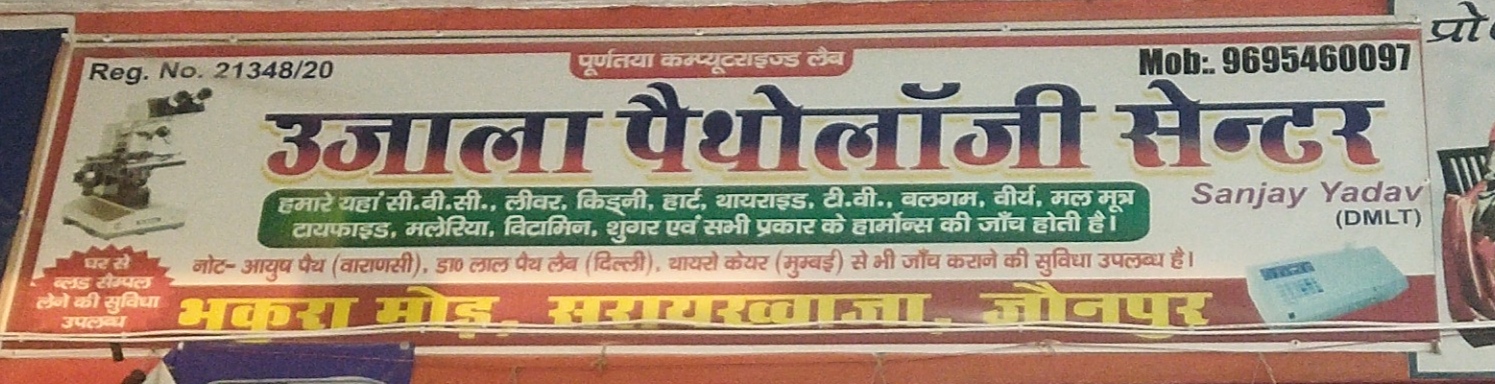 Reg. No. 21348/20
पूर्णतया कम्प्यूटराइज्ड लैब
Mob:. 9695460097
उजाला पैथोलॉजी सेन्टर
हमारे यहां सी.बी.सी., लीवर, किडनी, हार्ट, थायराइड, टी.वी., बलगम, वीर्य, मल मूत्र
टायफाइड, मलेरिया, विटामिन, शुगर एवं सभी प्रकार के हार्मोन्स की जाँच होती है।
Sanjay Yadav
(DMLT)
नोट- आयुष पैथ (वाराणसी), डा० लाल पैथ लैब (दिल्ली), थायरो केयर (मुम्बई) से भी जाँच कराने की सुविधा उपलब्ध है।
घर से
ब्लड सेम्पल
लेने की सुविधा
उपलब्ध
भकुरा मोड़, सरायख्वाजा, जौनपुर